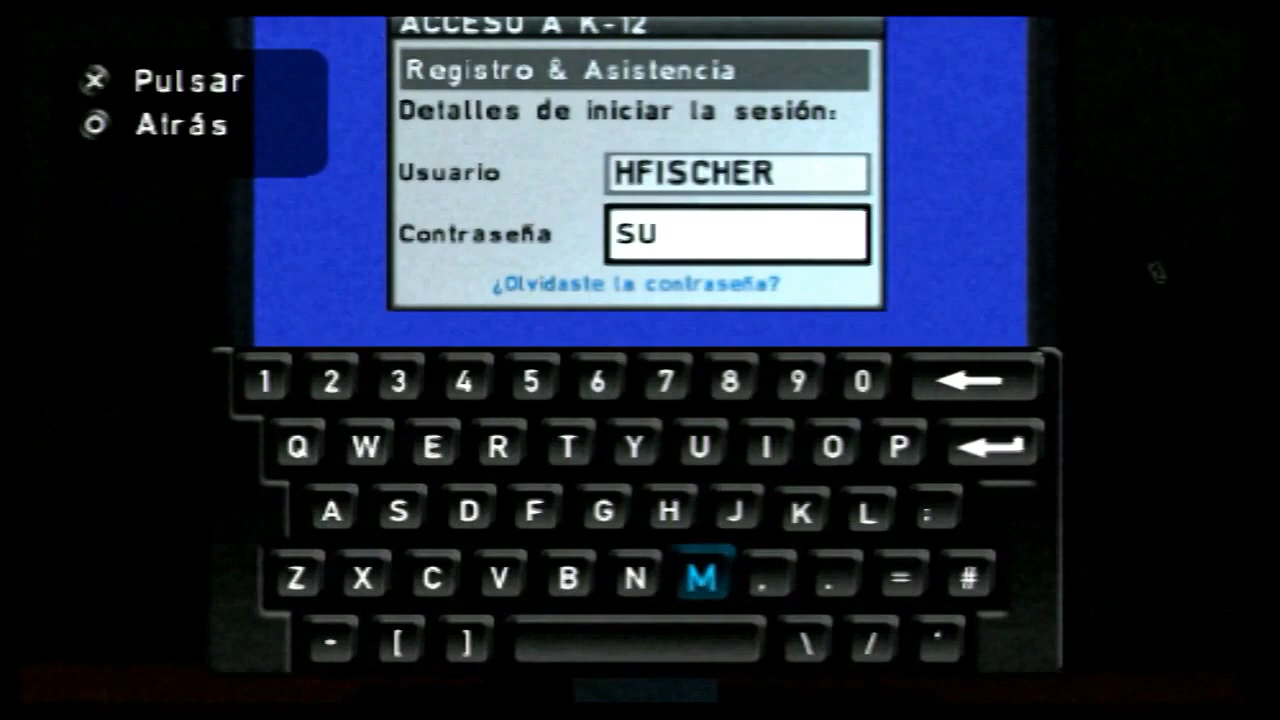 ACCESO A K-12
Pulsar
Atrás
Registro & Asistencia
Detalles de iniciar la sesión:
Usuario HFISCHER
Contraseña SU
¿Olvidaste la contraseña?
1 2 3 4 5 6 7 8 9 0
Q W E R T Y U I O P
A S D F G H J K L :
Z X C V B N M , . = #
- [ ] \ / '